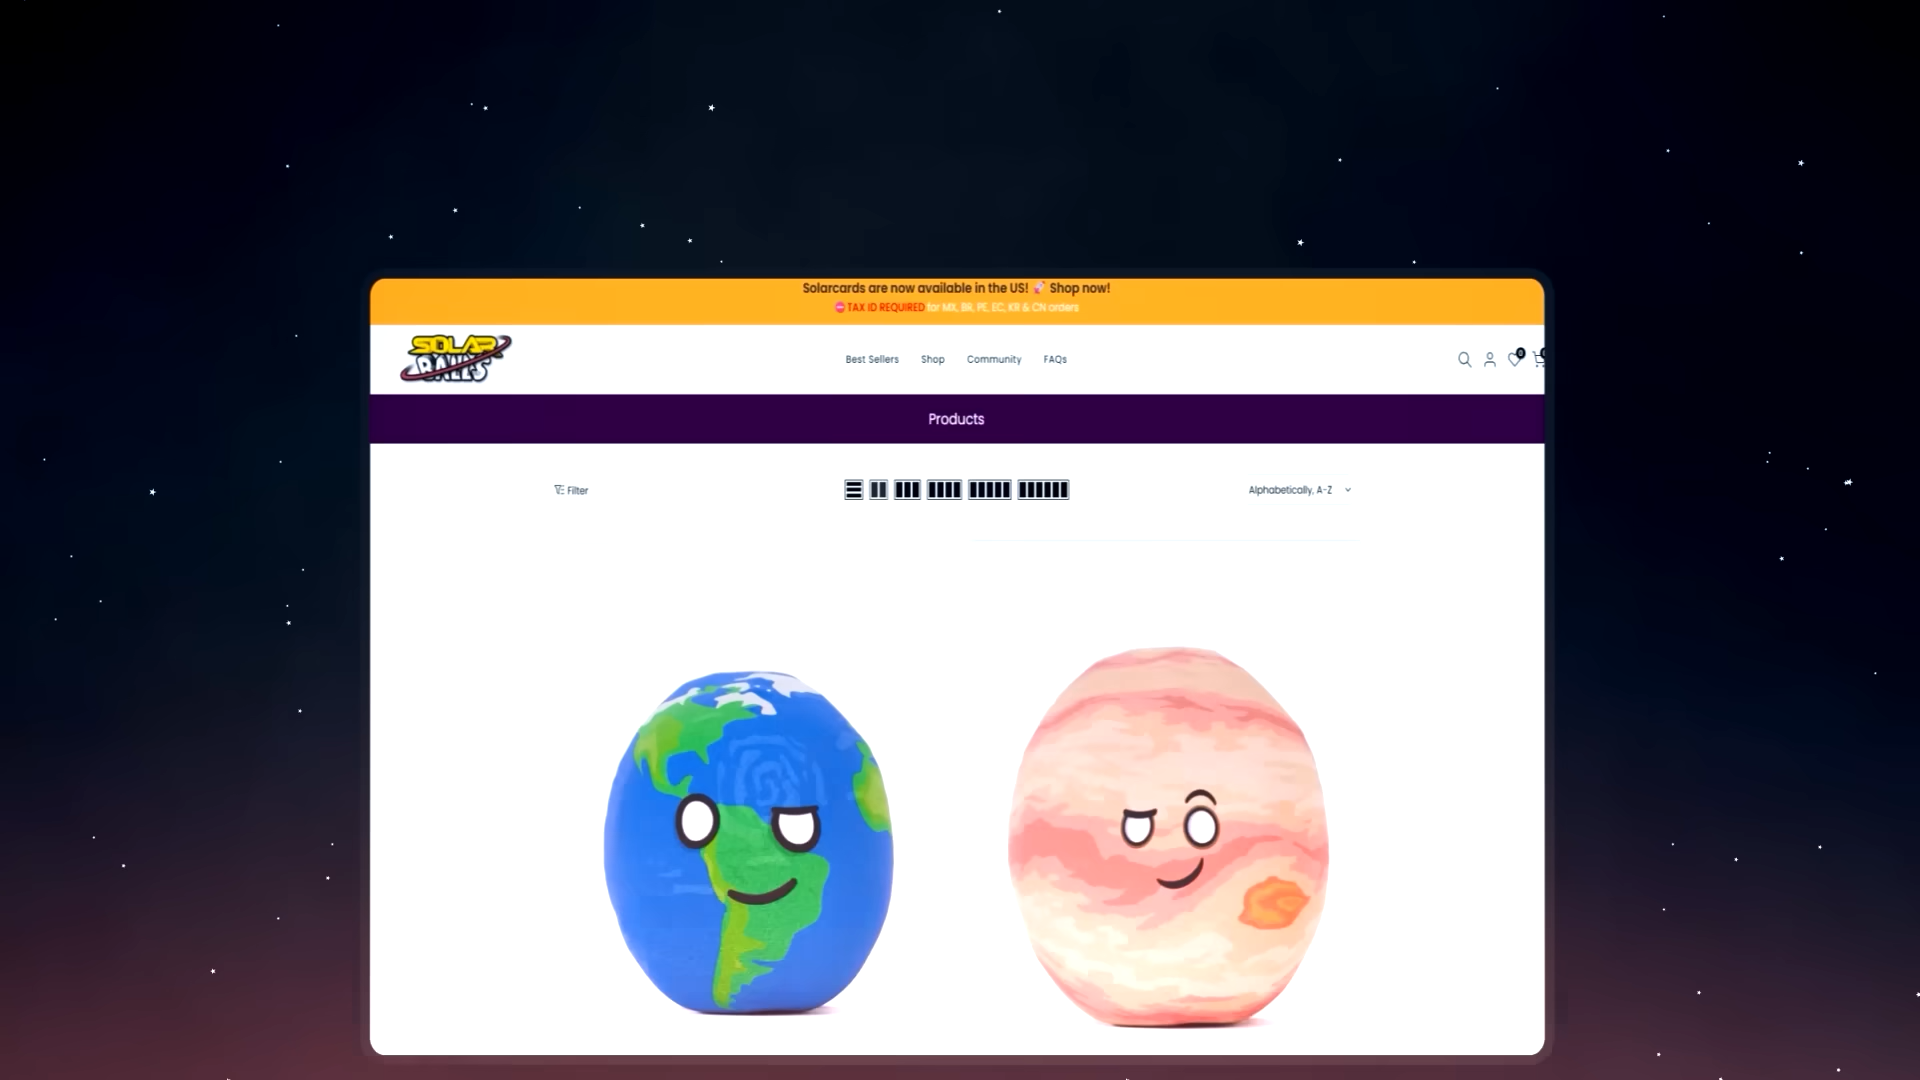 Solarcards are now available in the US! 🚀 Shop now!
⛔ TAX ID REQUIRED for MX, BR, PE, EC, KR & CN orders
SOLAR
BALLS
Best Sellers Shop Community FAQs
0
Products
Filter
Alphabetically, A-Z